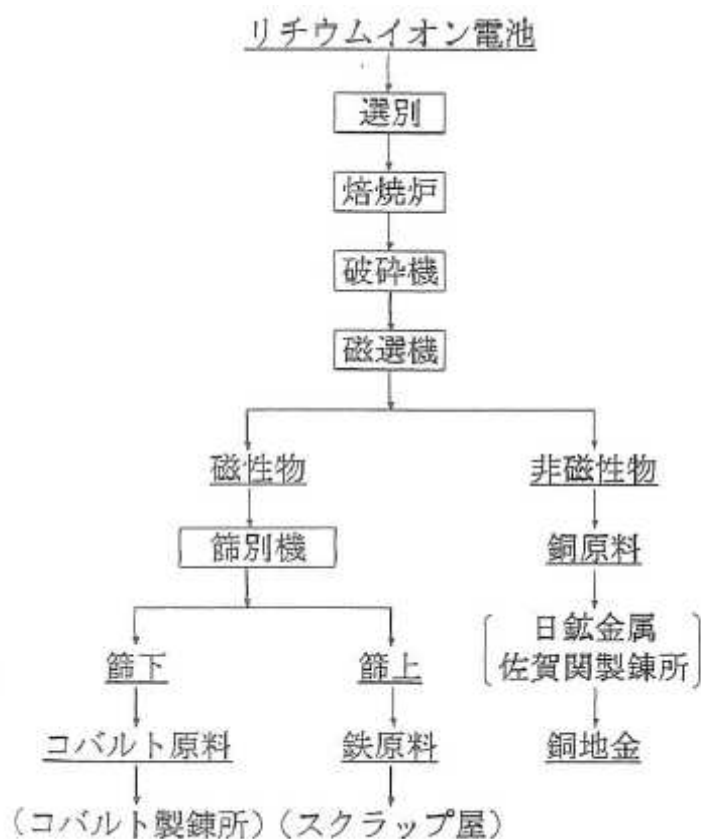 リチウムイオン電池
選別
焙焼炉
破砕機
磁選機
磁性物
非磁性物
篩別機
銅原料
日鉱金属
佐賀関製錬所
篩下
篩上
コバルト原料
鉄原料
銅地金
(コバルト製錬所)
(スクラップ屋)